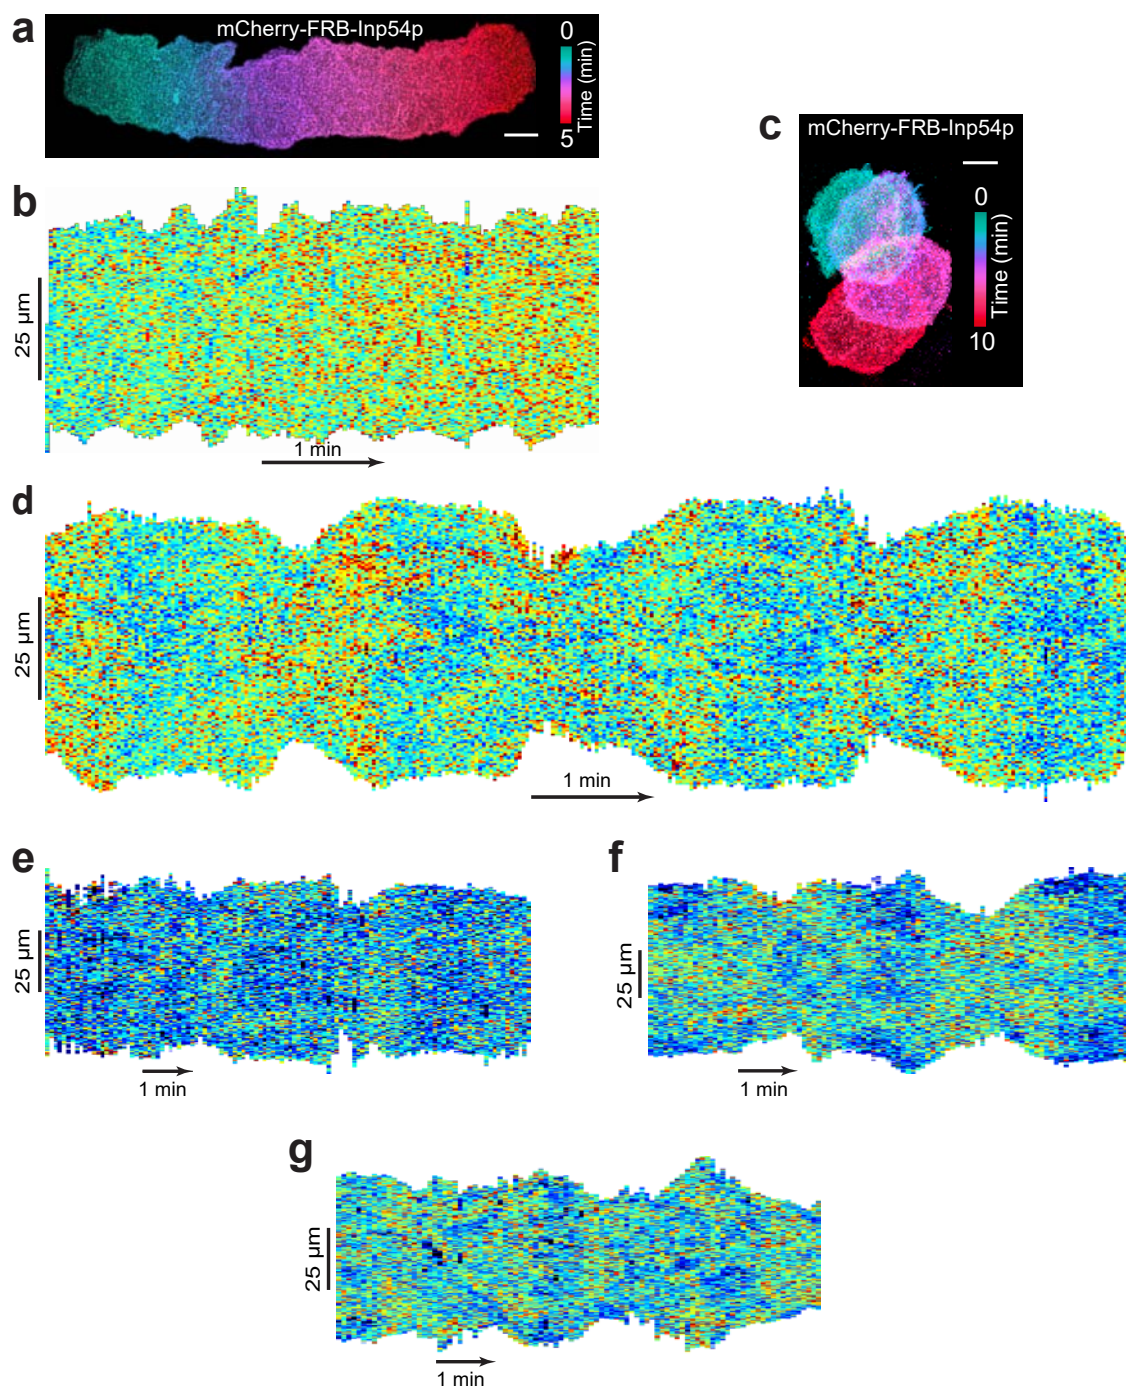 a
mCherry-FRB-Inp54p
0
Time (min)
5
b
25 μm
1 min
c
mCherry-FRB-Inp54p
0
Time (min)
10
d
25 μm
1 min
e
25 μm
1 min
f
25 μm
1 min
g
25 μm
1 min